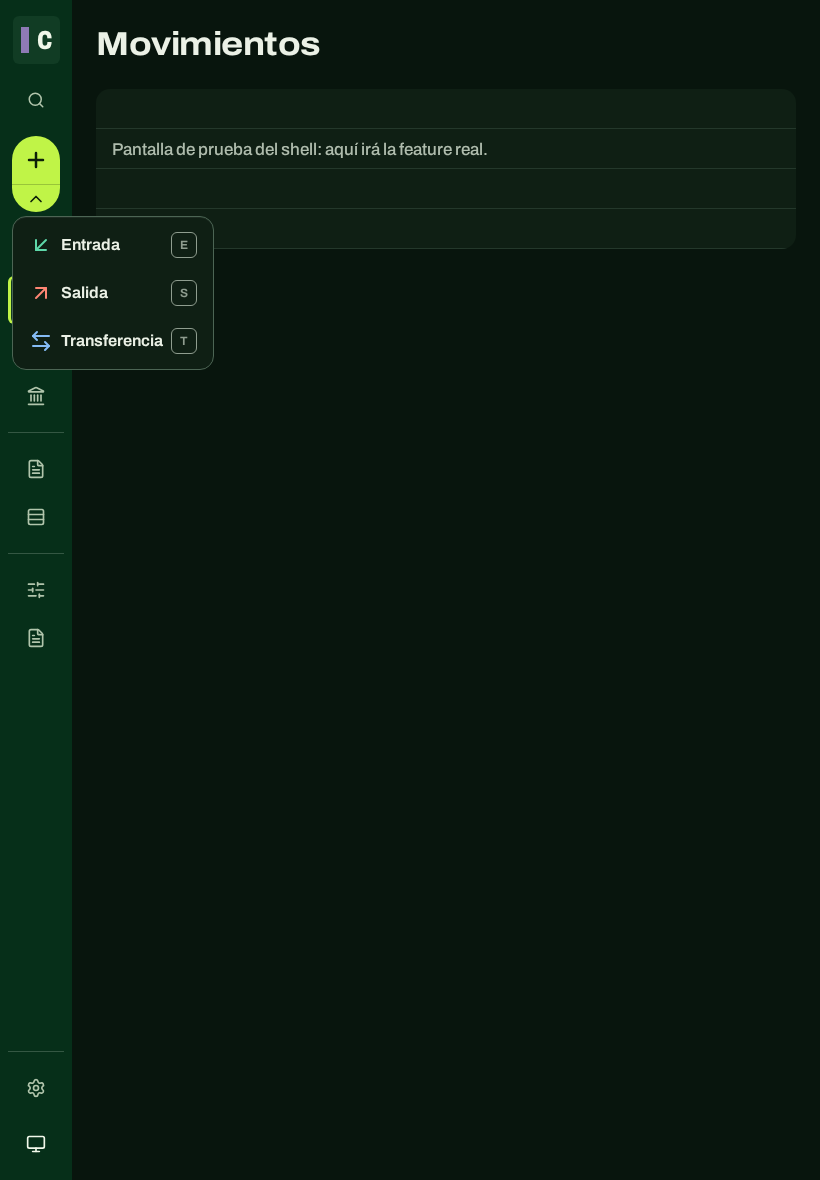 C
Movimientos
Pantalla de prueba del shell: aquí irá la feature real.
Entrada E
Salida S
Transferencia T